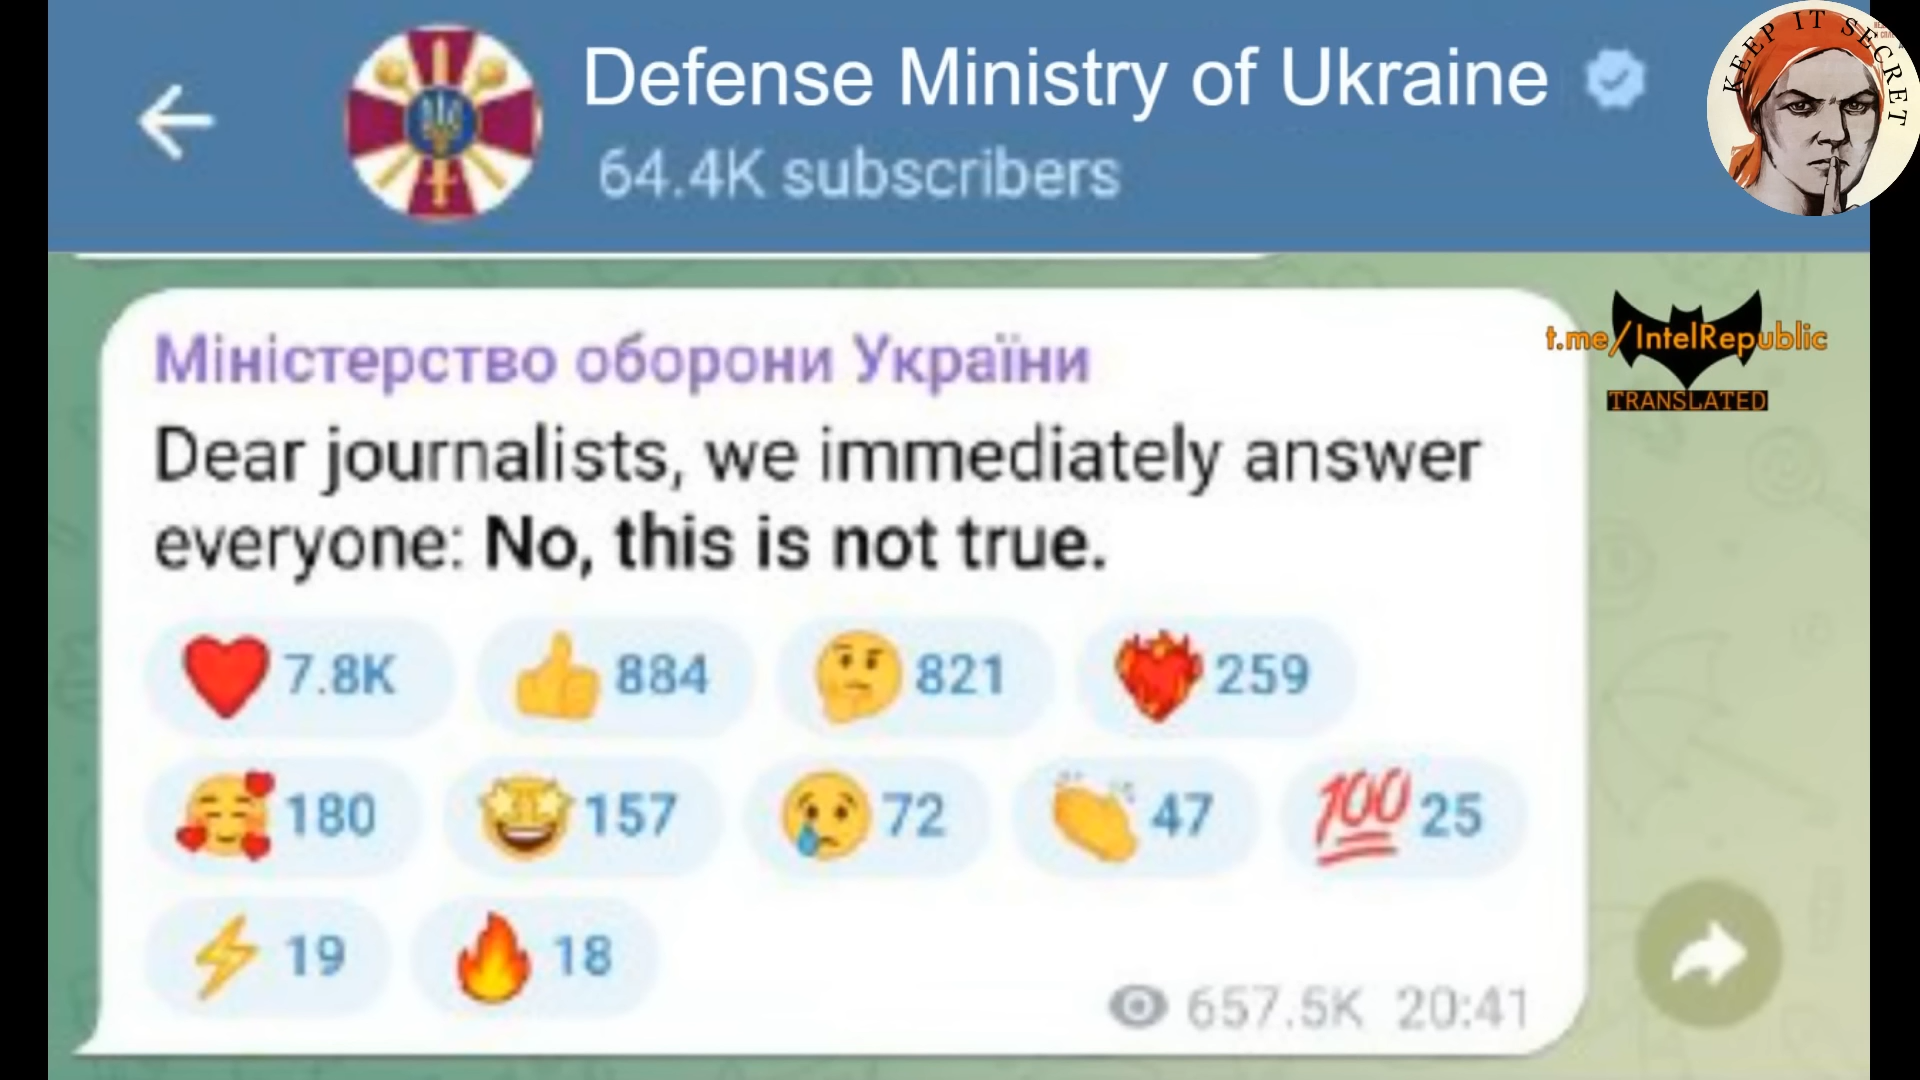 Defense Ministry of Ukraine
64.4K subscribers
KEEP IT SECRET
t.me/IntelRepublic
TRANSLATED
Міністерство оборони України
Dear journalists, we immediately answer
everyone: No, this is not true.
❤️ 7.8K 👍 884 🤔 821 ❤️‍🔥 259
🥰 180 🤩 157 😢 72 👏 47 💯 25
⚡ 19 🔥 18
657.5K 20:41